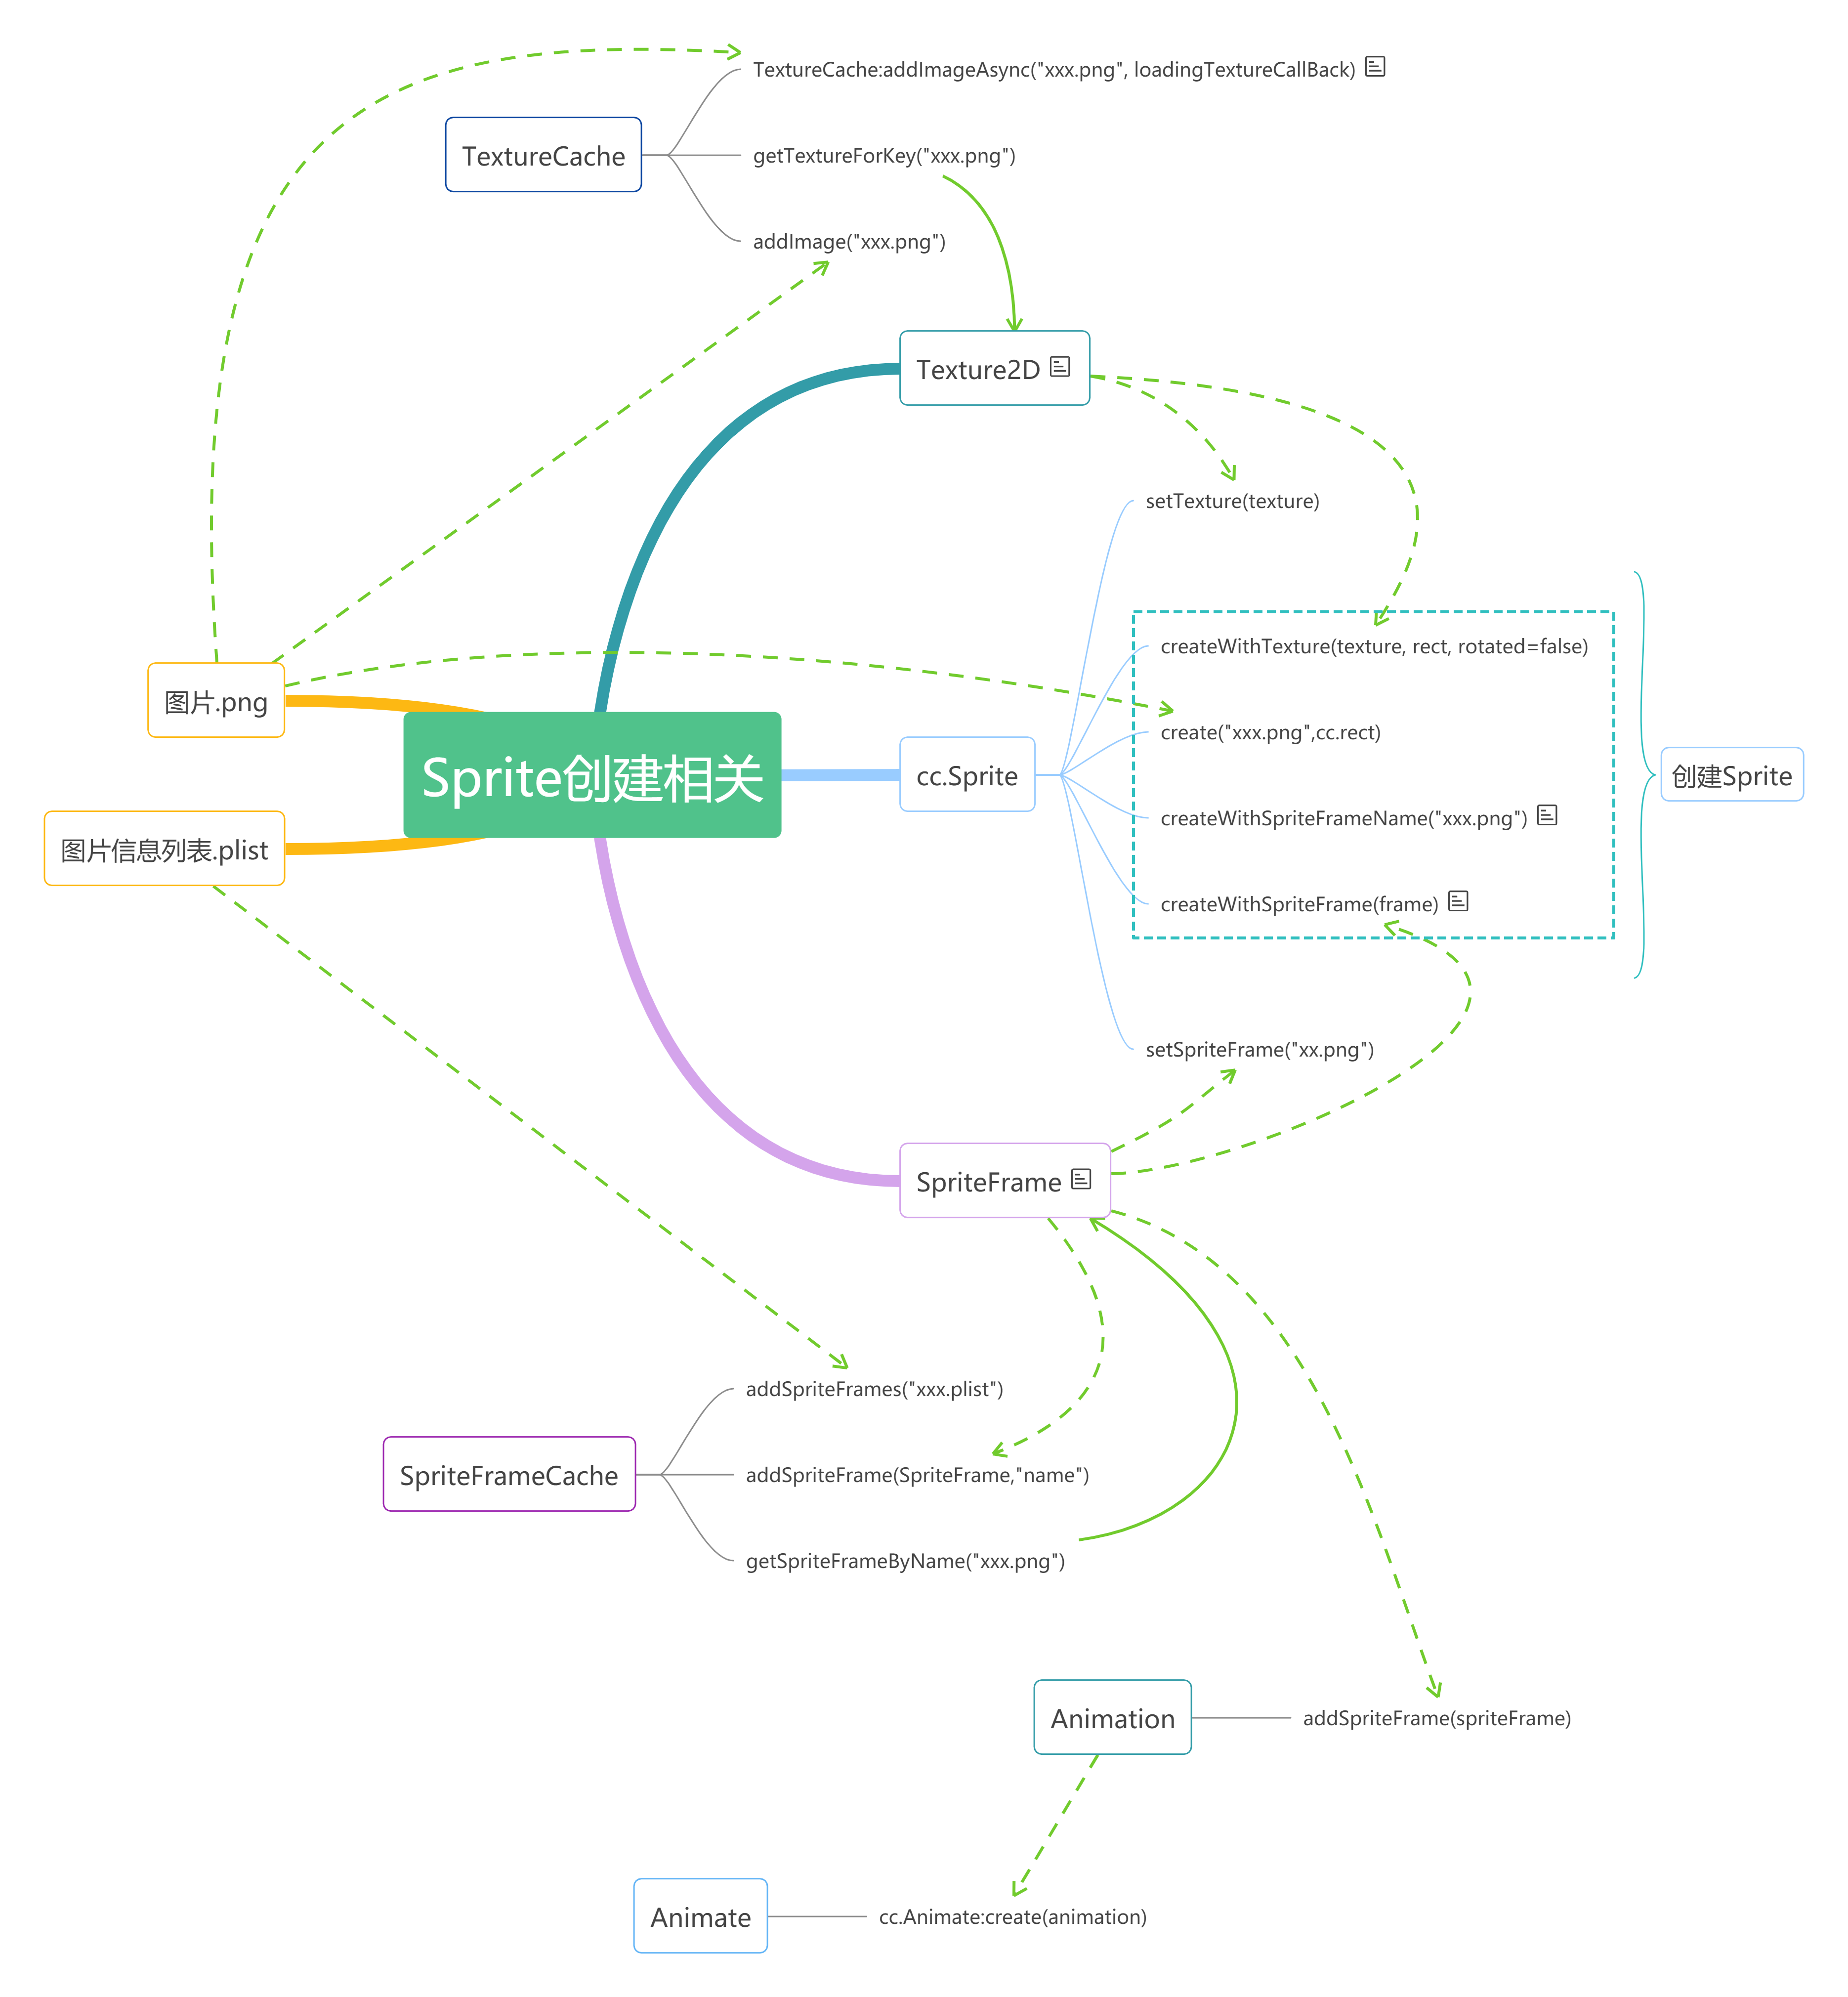 TextureCache:addImageAsync("xxx.png", loadingTextureCallBack)
TextureCache
getTextureForKey("xxx.png")
addImage("xxx.png")
Texture2D
setTexture(texture)
createWithTexture(texture, rect, rotated=false)
图片.png
create("xxx.png",cc.rect)
Sprite创建相关
cc.Sprite
创建Sprite
createWithSpriteFrameName("xxx.png")
图片信息列表.plist
createWithSpriteFrame(frame)
setSpriteFrame("xx.png")
SpriteFrame
addSpriteFrames("xxx.plist")
SpriteFrameCache
addSpriteFrame(SpriteFrame,"name")
getSpriteFrameByName("xxx.png")
Animation
addSpriteFrame(spriteFrame)
Animate
cc.Animate:create(animation)